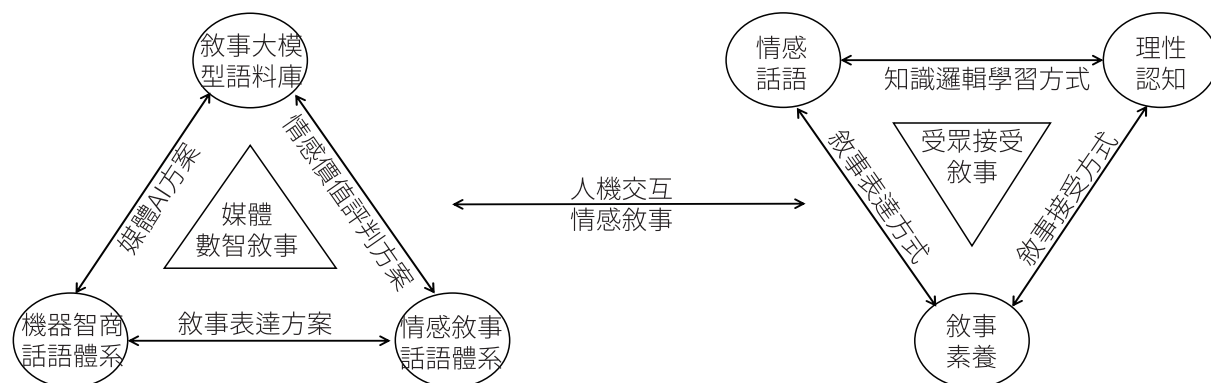 敘事大模
型語料庫
媒體AI方案
情感價值評判方案
媒體
數智敘事
機器智商
話語體系
敘事表達方案
情感敘事
話語體系
人機交互
情感敘事
情感
話語
知識邏輯學習方式
理性
認知
受眾接受
敘事
敘事表達方式
敘事接受方式
敘事
素養